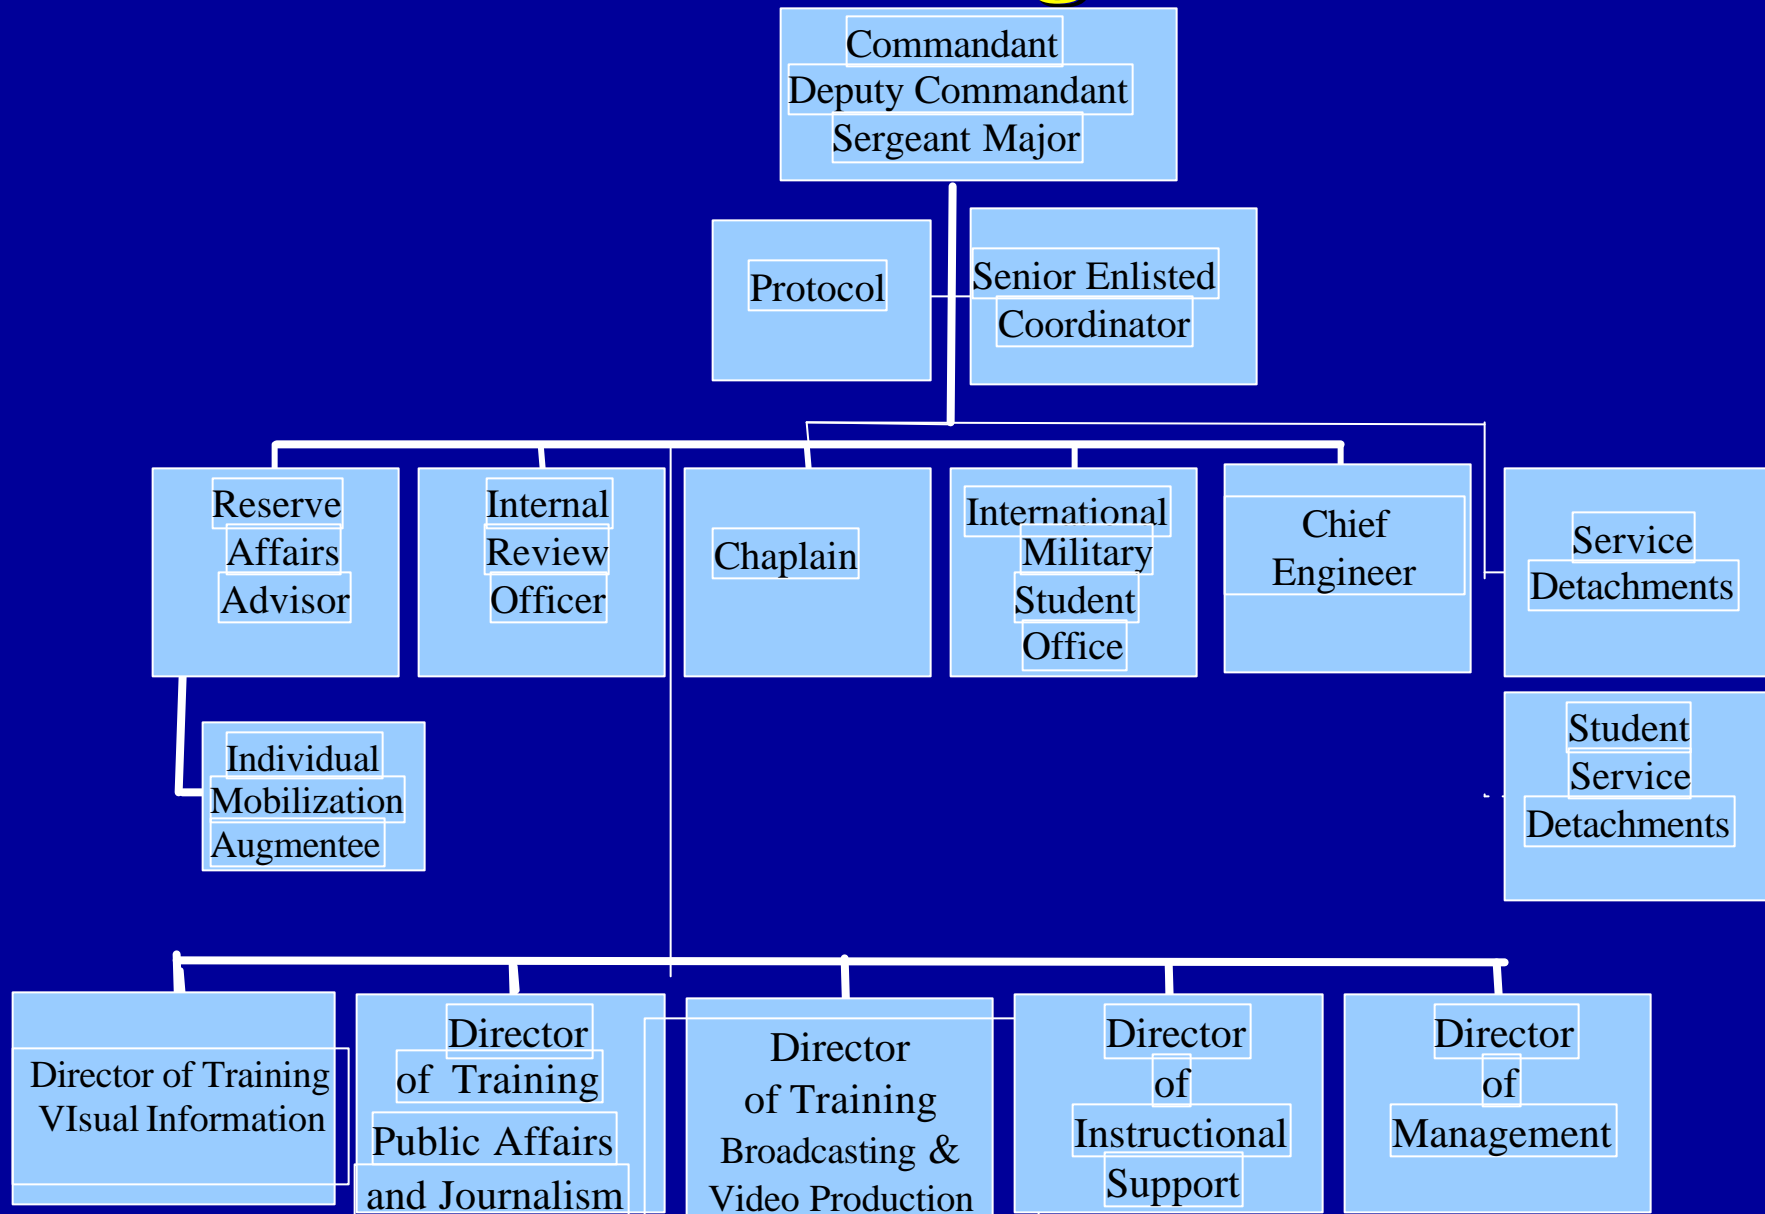 Commandant
Deputy Commandant
Sergeant Major
Protocol
Senior Enlisted
Coordinator
Reserve
Affairs
Advisor
Internal
Review
Officer
Chaplain
International
Military
Student
Office
Chief
Engineer
Service
Detachments
Individual
Mobilization
Augmentee
Student
Service
Detachments
Director of Training
VIsual Information
Director
of Training
Public Affairs
and Journalism
Director
of Training
Broadcasting &
Video Production
Director
of
Instructional
Support
Director
of
Management